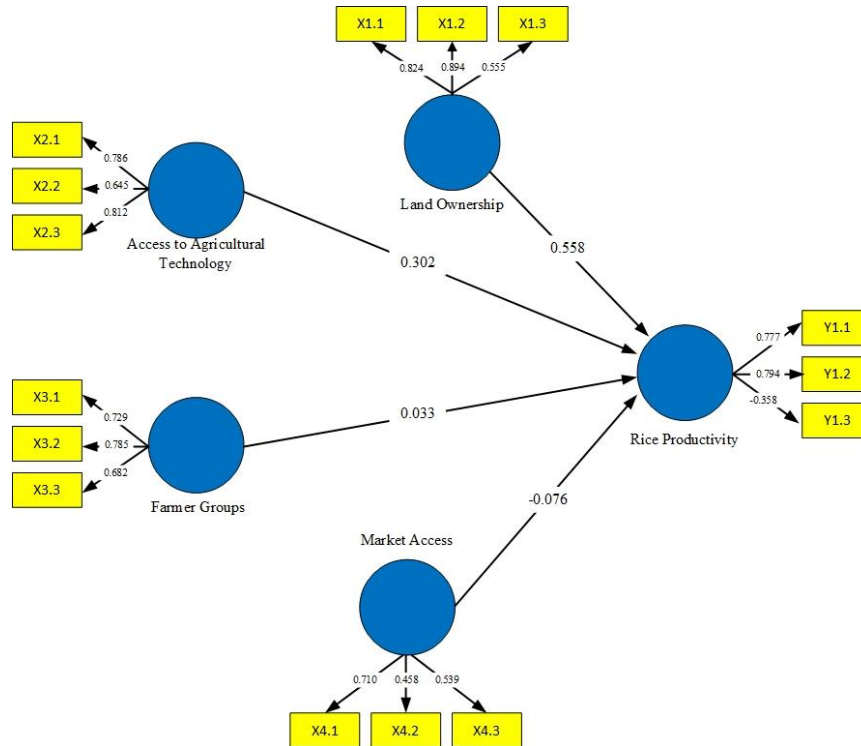 X1.1 X1.2 X1.3
0.824 0.894 0.555
Land Ownership
X2.1
0.786
X2.2
0.645
X2.3
0.812
Access to Agricultural
Technology
0.558
0.302
X3.1
0.729
X3.2
0.785
X3.3
0.682
Farmer Groups
0.033
Y1.1
0.777
Y1.2
0.794
Y1.3
-0.358
Rice Productivity
-0.076
Market Access
0.710 0.458 0.539
X4.1 X4.2 X4.3